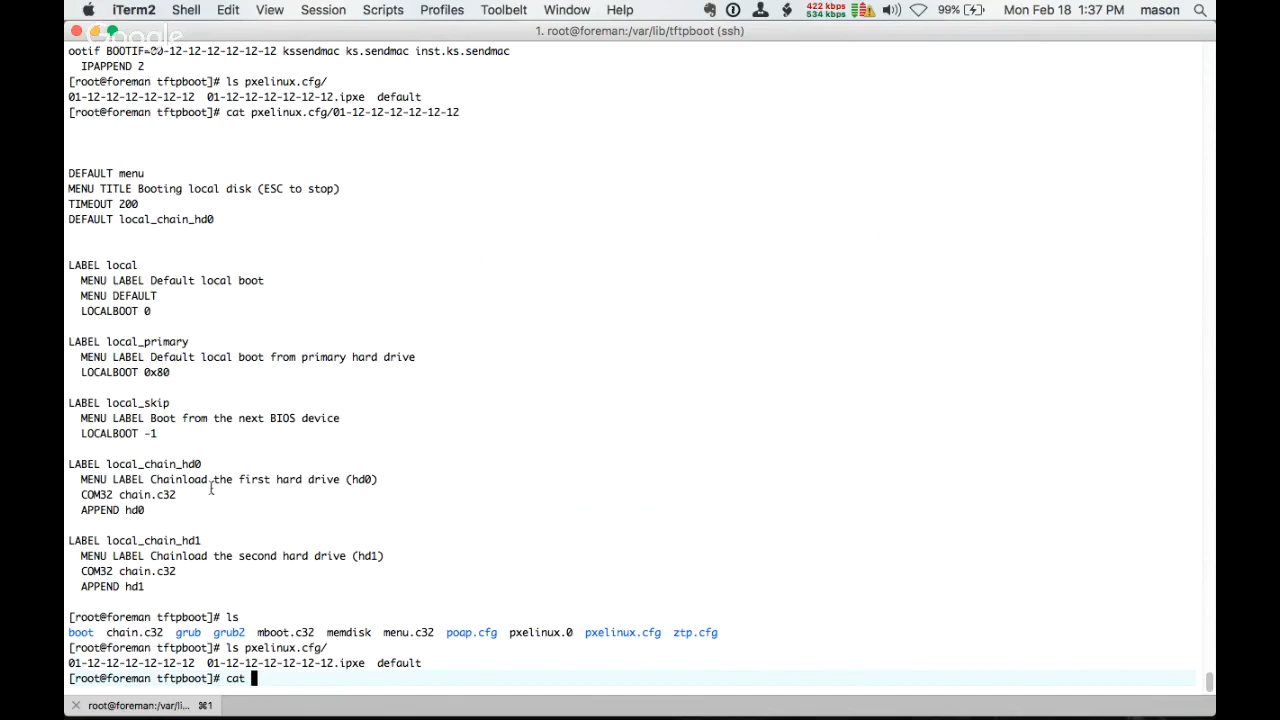 iTerm2 Shell Edit View Session Scripts Profiles Toolbelt Window Help 422 kbps 534 kbps 99% Mon Feb 18 1:37 PM mason
Google
1. root@foreman:/var/lib/tftpboot (ssh)
ootif BOOTIF=00-12-12-12-12-12-12 kssendmac ks.sendmac inst.ks.sendmac
IPAPPEND 2
[root@foreman tftpboot]# ls pxelinux.cfg/
01-12-12-12-12-12-12 01-12-12-12-12-12-12.ipxe default
[root@foreman tftpboot]# cat pxelinux.cfg/01-12-12-12-12-12-12
DEFAULT menu
MENU TITLE Booting local disk (ESC to stop)
TIMEOUT 200
DEFAULT local_chain_hd0
LABEL local
MENU LABEL Default local boot
MENU DEFAULT
LOCALBOOT 0
LABEL local_primary
MENU LABEL Default local boot from primary hard drive
LOCALBOOT 0x80
LABEL local_skip
MENU LABEL Boot from the next BIOS device
LOCALBOOT -1
LABEL local_chain_hd0
MENU LABEL Chainload the first hard drive (hd0)
COM32 chain.c32
APPEND hd0
LABEL local_chain_hd1
MENU LABEL Chainload the second hard drive (hd1)
COM32 chain.c32
APPEND hd1
[root@foreman tftpboot]# ls
boot chain.c32 grub grub2 mboot.c32 memdisk menu.c32 poap.cfg pxelinux.0 pxelinux.cfg ztp.cfg
[root@foreman tftpboot]# ls pxelinux.cfg/
01-12-12-12-12-12-12 01-12-12-12-12-12-12.ipxe default
[root@foreman tftpboot]# cat
root@foreman:/var/li... ⌘1